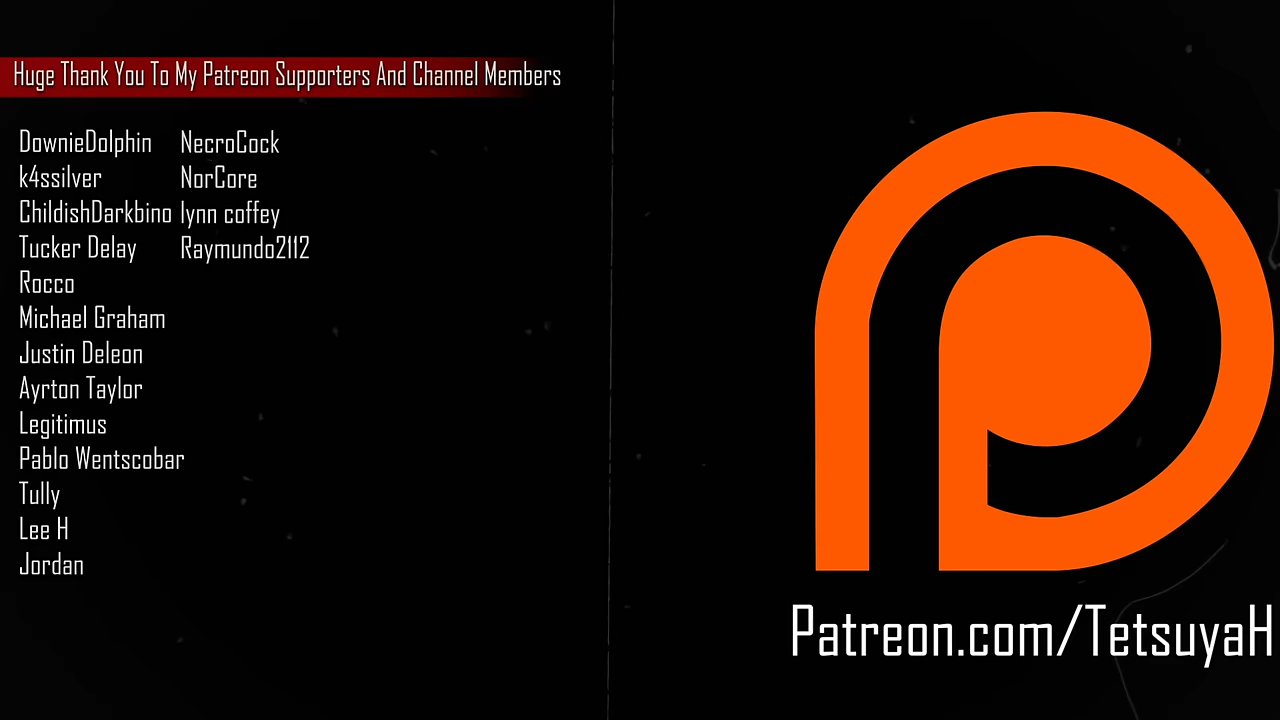 Huge Thank You To My Patreon Supporters And Channel Members
DownieDolphin
k4ssilver
ChildishDarkbino
Tucker Delay
Rocco
Michael Graham
Justin Deleon
Ayrton Taylor
Legitimus
Pablo Wentscobar
Tully
Lee H
Jordan
NecroCock
NorCore
lynn coffey
Raymundo2112
Patreon.com/TetsuyaH